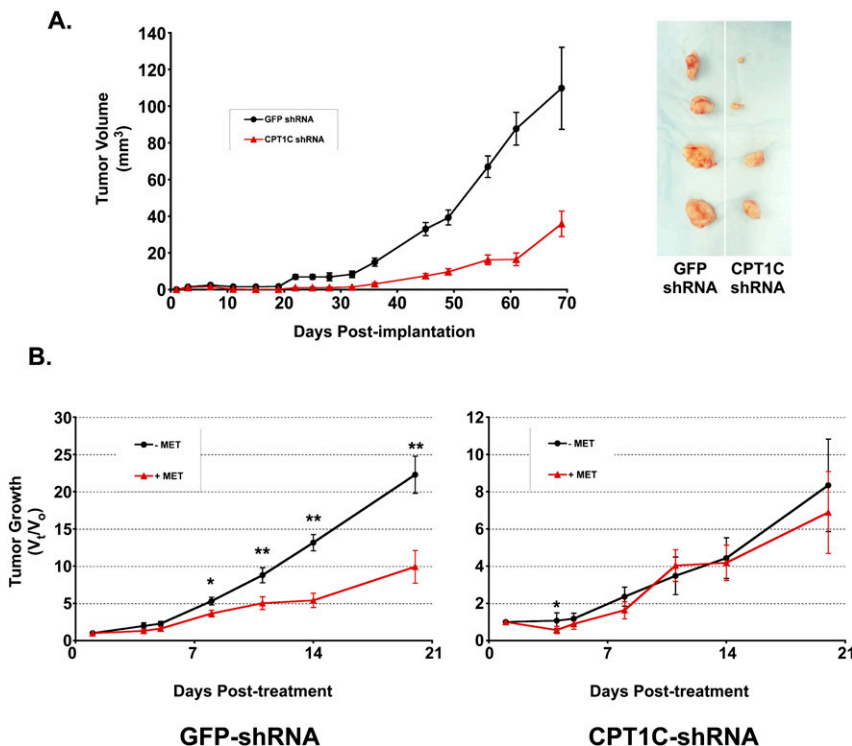 A.
140
120
100
80
60
40
20
0
Tumor Volume
(mm³)
GFP shRNA
CPT1C shRNA
0 10 20 30 40 50 60 70
Days Post-implantation
GFP
shRNA
CPT1C
shRNA
B.
30
25
20
15
10
5
0
Tumor Growth
(Vt/Vo)
- MET
+ MET
*
**
**
**
0 7 14 21
Days Post-treatment
GFP-shRNA
12
10
8
6
4
2
0
- MET
+ MET
*
0 7 14 21
Days Post-treatment
CPT1C-shRNA